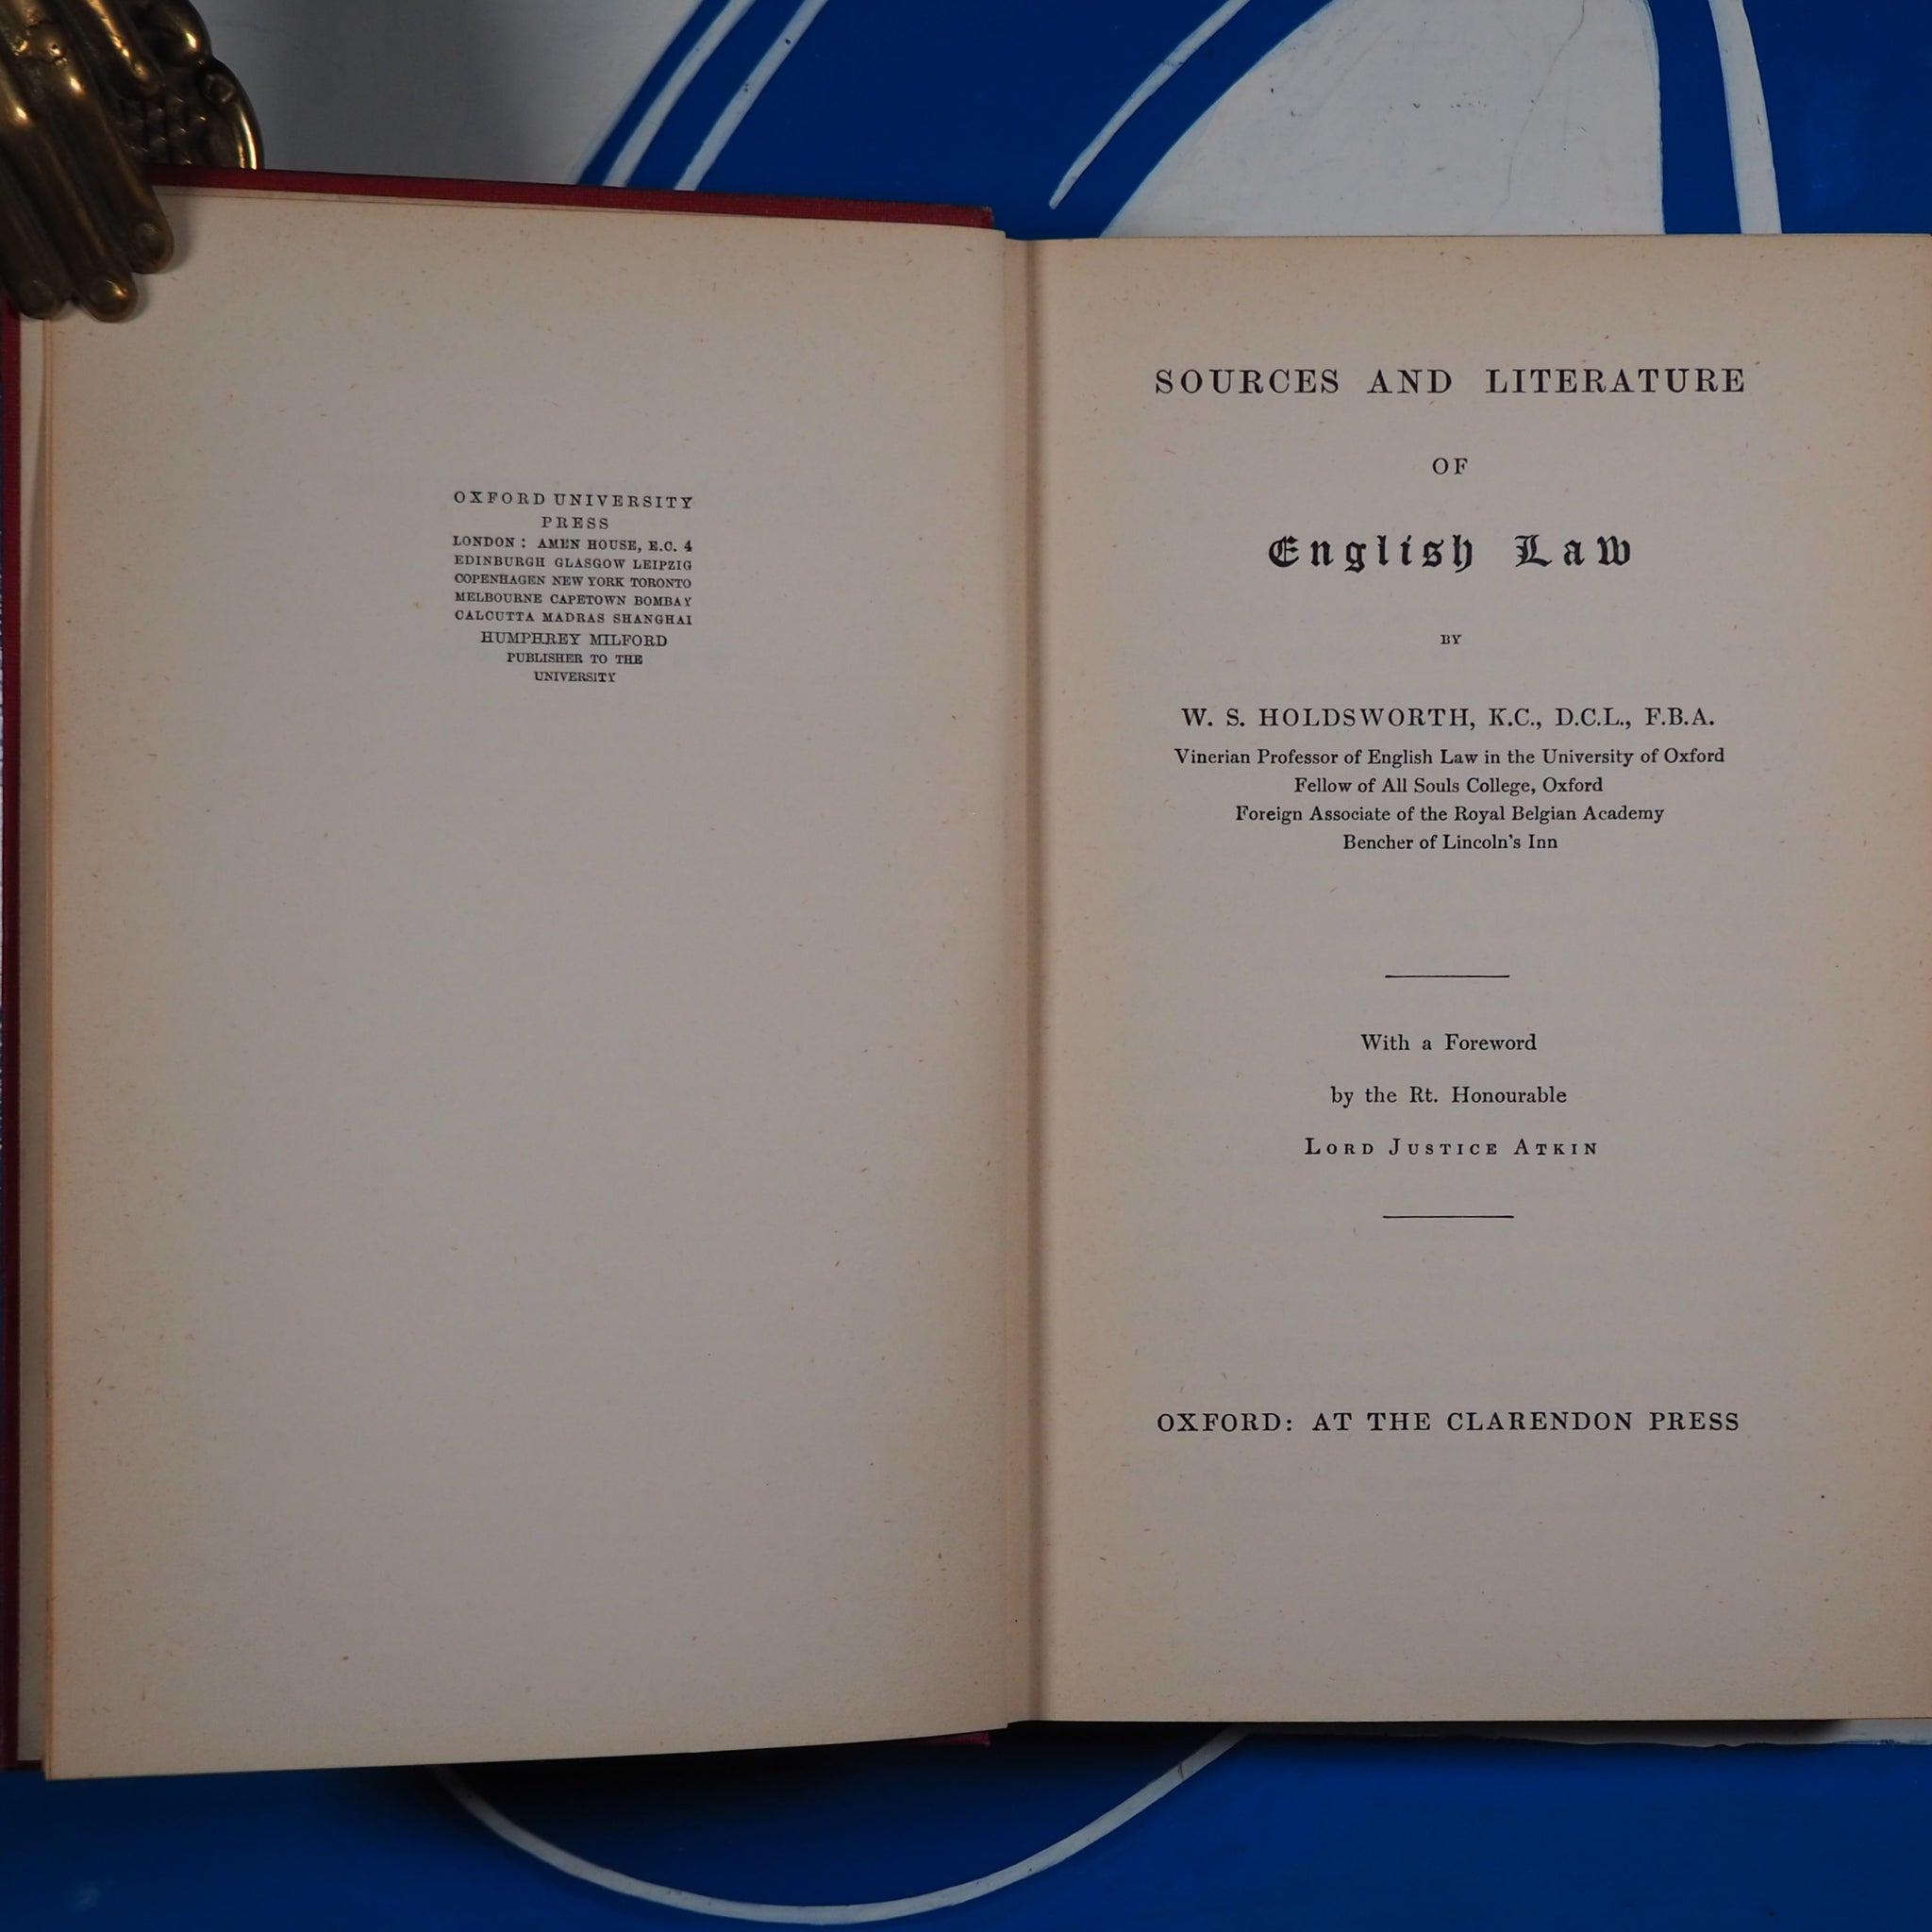 OXFORD UNIVERSITY
PRESS
LONDON : AMEN HOUSE, E.C. 4
EDINBURGH GLASGOW LEIPZIG
COPENHAGEN NEW YORK TORONTO
MELBOURNE CAPETOWN BOMBAY
CALCUTTA MADRAS SHANGHAI
HUMPHREY MILFORD
PUBLISHER TO THE
UNIVERSITY
SOURCES AND LITERATURE
OF
English Law
BY
W. S. HOLDSWORTH, K.C., D.C.L., F.B.A.
Vinerian Professor of English Law in the University of Oxford
Fellow of All Souls College, Oxford
Foreign Associate of the Royal Belgian Academy
Bencher of Lincoln's Inn
With a Foreword
by the Rt. Honourable
LORD JUSTICE ATKIN
OXFORD: AT THE CLARENDON PRESS